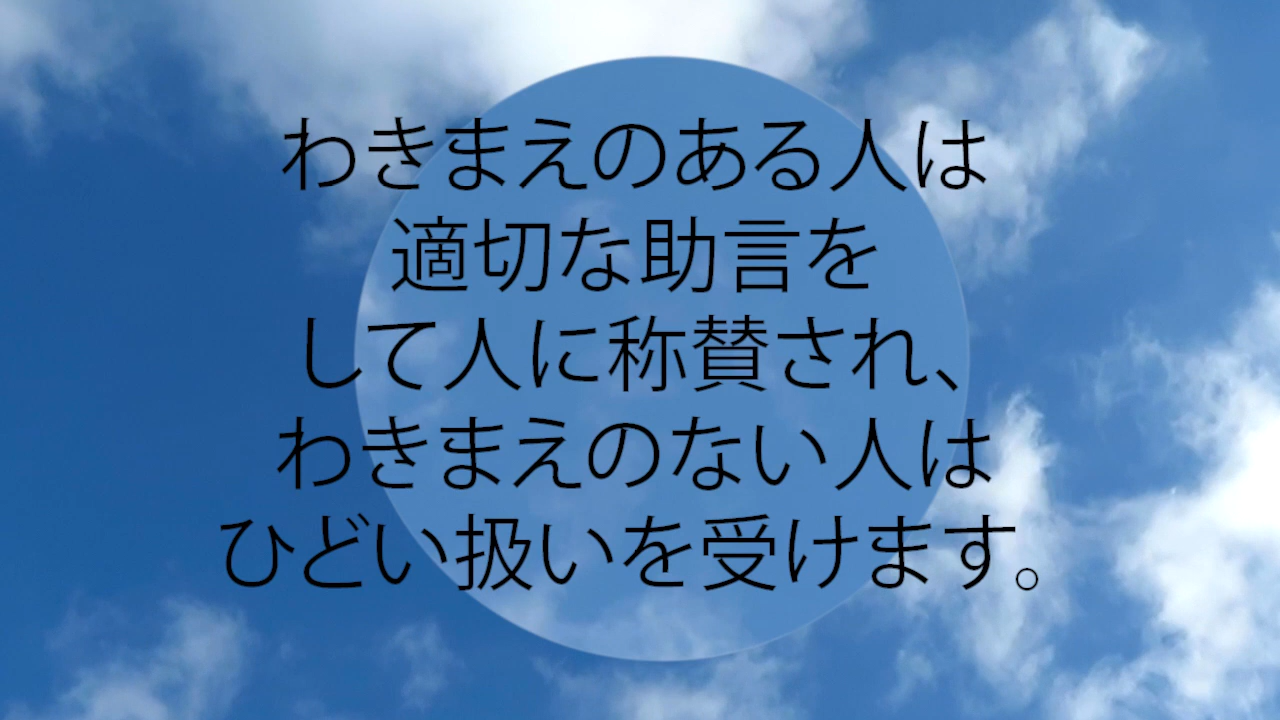 わきまえのある人は
適切な助言を
して人に称賛され、
わきまえのない人は
ひどい扱いを受けます。